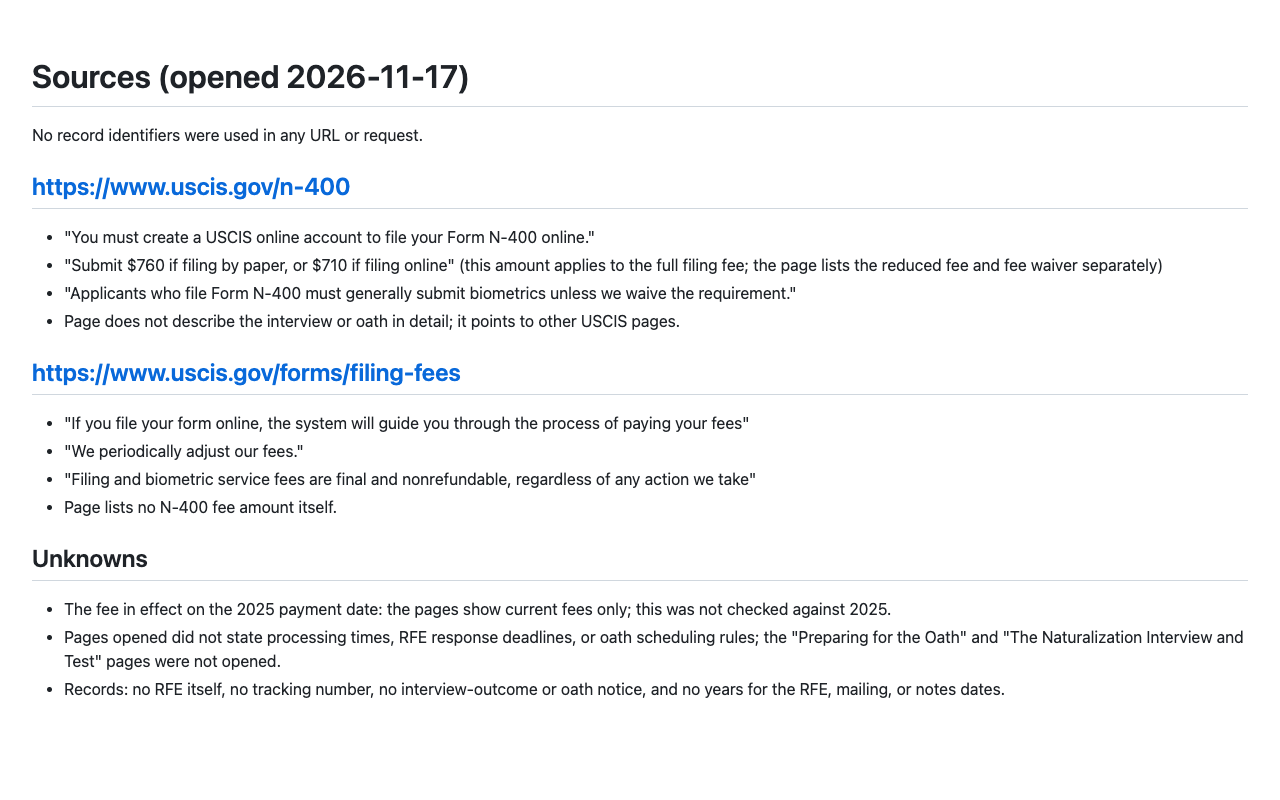 Sources (opened 2026-11-17)
No record identifiers were used in any URL or request.
https://www.uscis.gov/n-400
• "You must create a USCIS online account to file your Form N-400 online."
• "Submit $760 if filing by paper, or $710 if filing online" (this amount applies to the full filing fee; the page lists the reduced fee and fee waiver separately)
• "Applicants who file Form N-400 must generally submit biometrics unless we waive the requirement."
• Page does not describe the interview or oath in detail; it points to other USCIS pages.
https://www.uscis.gov/forms/filing-fees
• "If you file your form online, the system will guide you through the process of paying your fees"
• "We periodically adjust our fees."
• "Filing and biometric service fees are final and nonrefundable, regardless of any action we take"
• Page lists no N-400 fee amount itself.
Unknowns
• The fee in effect on the 2025 payment date: the pages show current fees only; this was not checked against 2025.
• Pages opened did not state processing times, RFE response deadlines, or oath scheduling rules; the "Preparing for the Oath" and "The Naturalization Interview and
Test" pages were not opened.
• Records: no RFE itself, no tracking number, no interview-outcome or oath notice, and no years for the RFE, mailing, or notes dates.